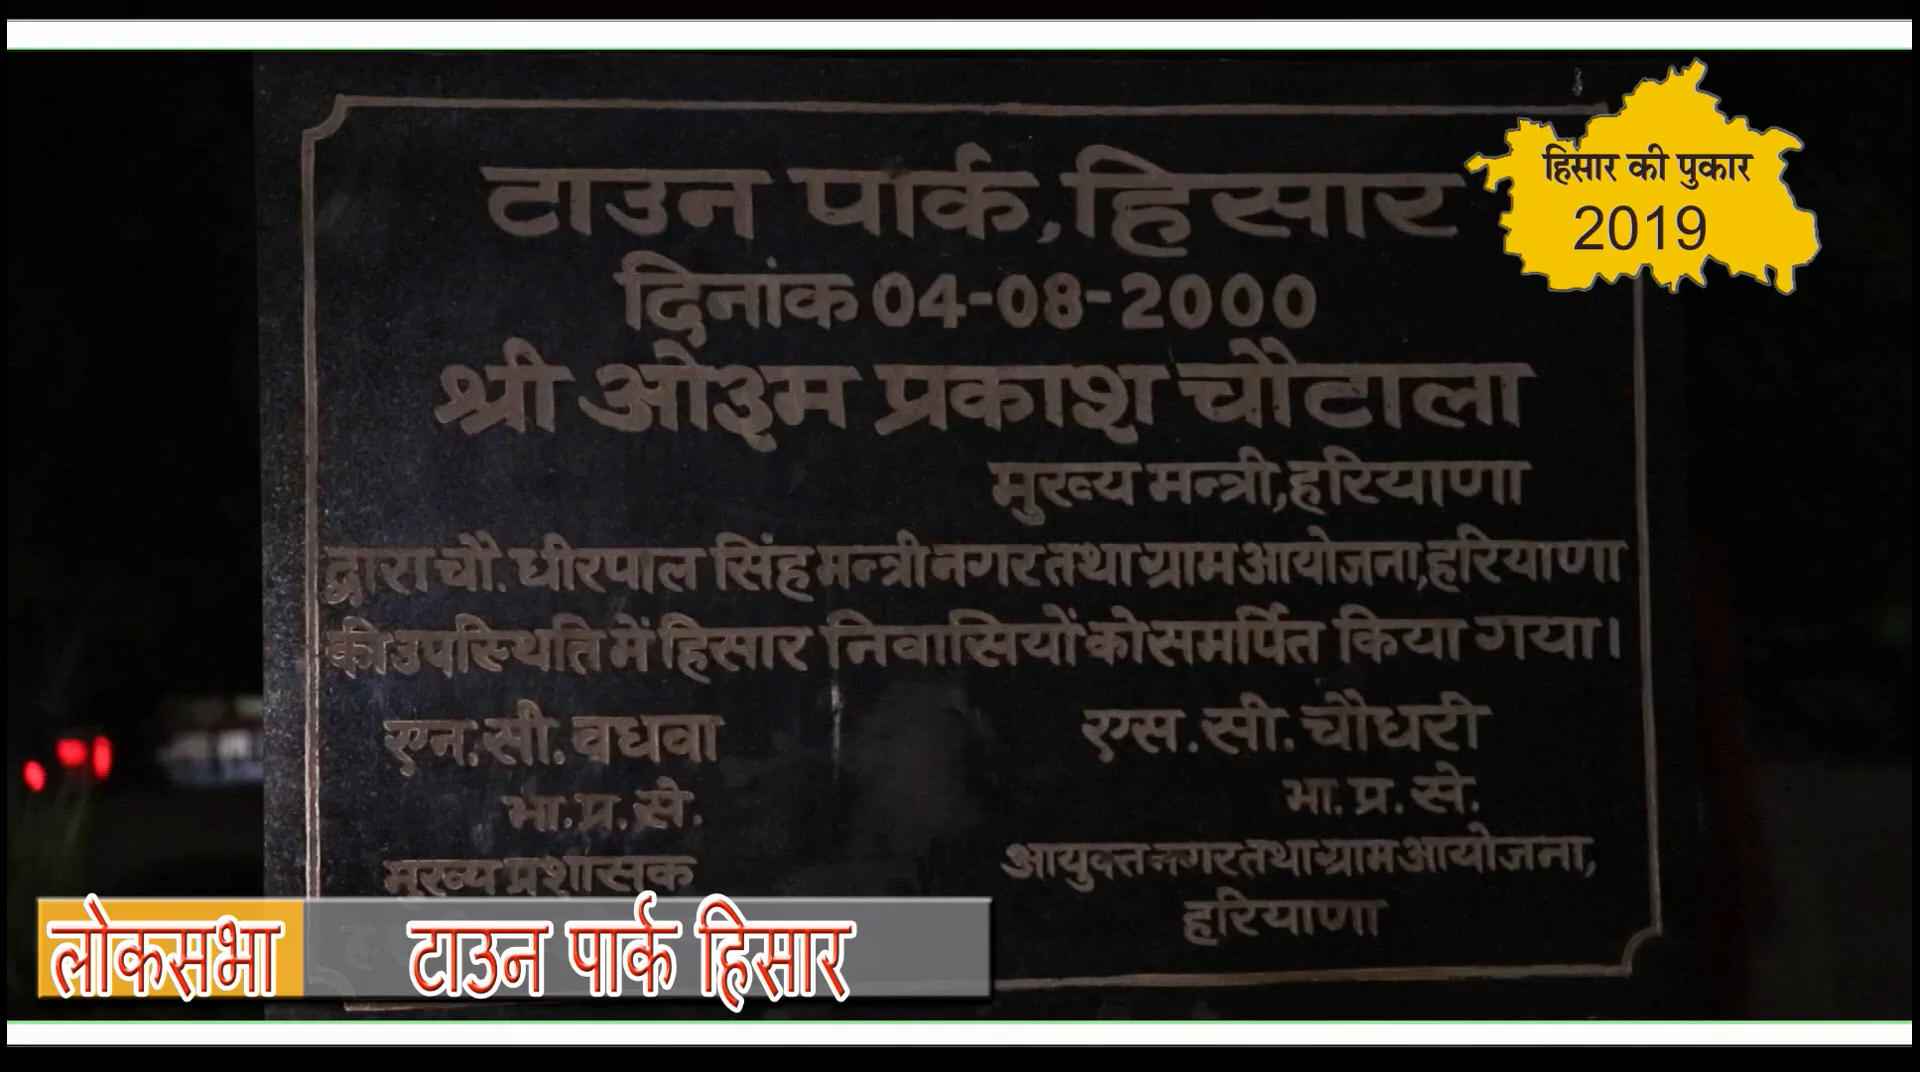 टाउन पार्क, हिसार
दिनांक 04-08-2000
श्री ओ३म प्रकाश चौटाला
मुख्य मन्त्री, हरियाणा
द्वारा चौ. धीरपाल सिंह मन्त्री नगर तथा ग्राम आयोजना, हरियाणा
की उपस्थिति में हिसार निवासियों को समर्पित किया गया।
एन. सी. वधवा
भा. प्र. से.
मुख्य प्रशासक
एस. सी. चौधरी
भा. प्र. से.
आयुक्त नगर तथा ग्राम आयोजना,
हरियाणा
हिसार की पुकार
2019
लोकसभा
टाउन पार्क हिसार